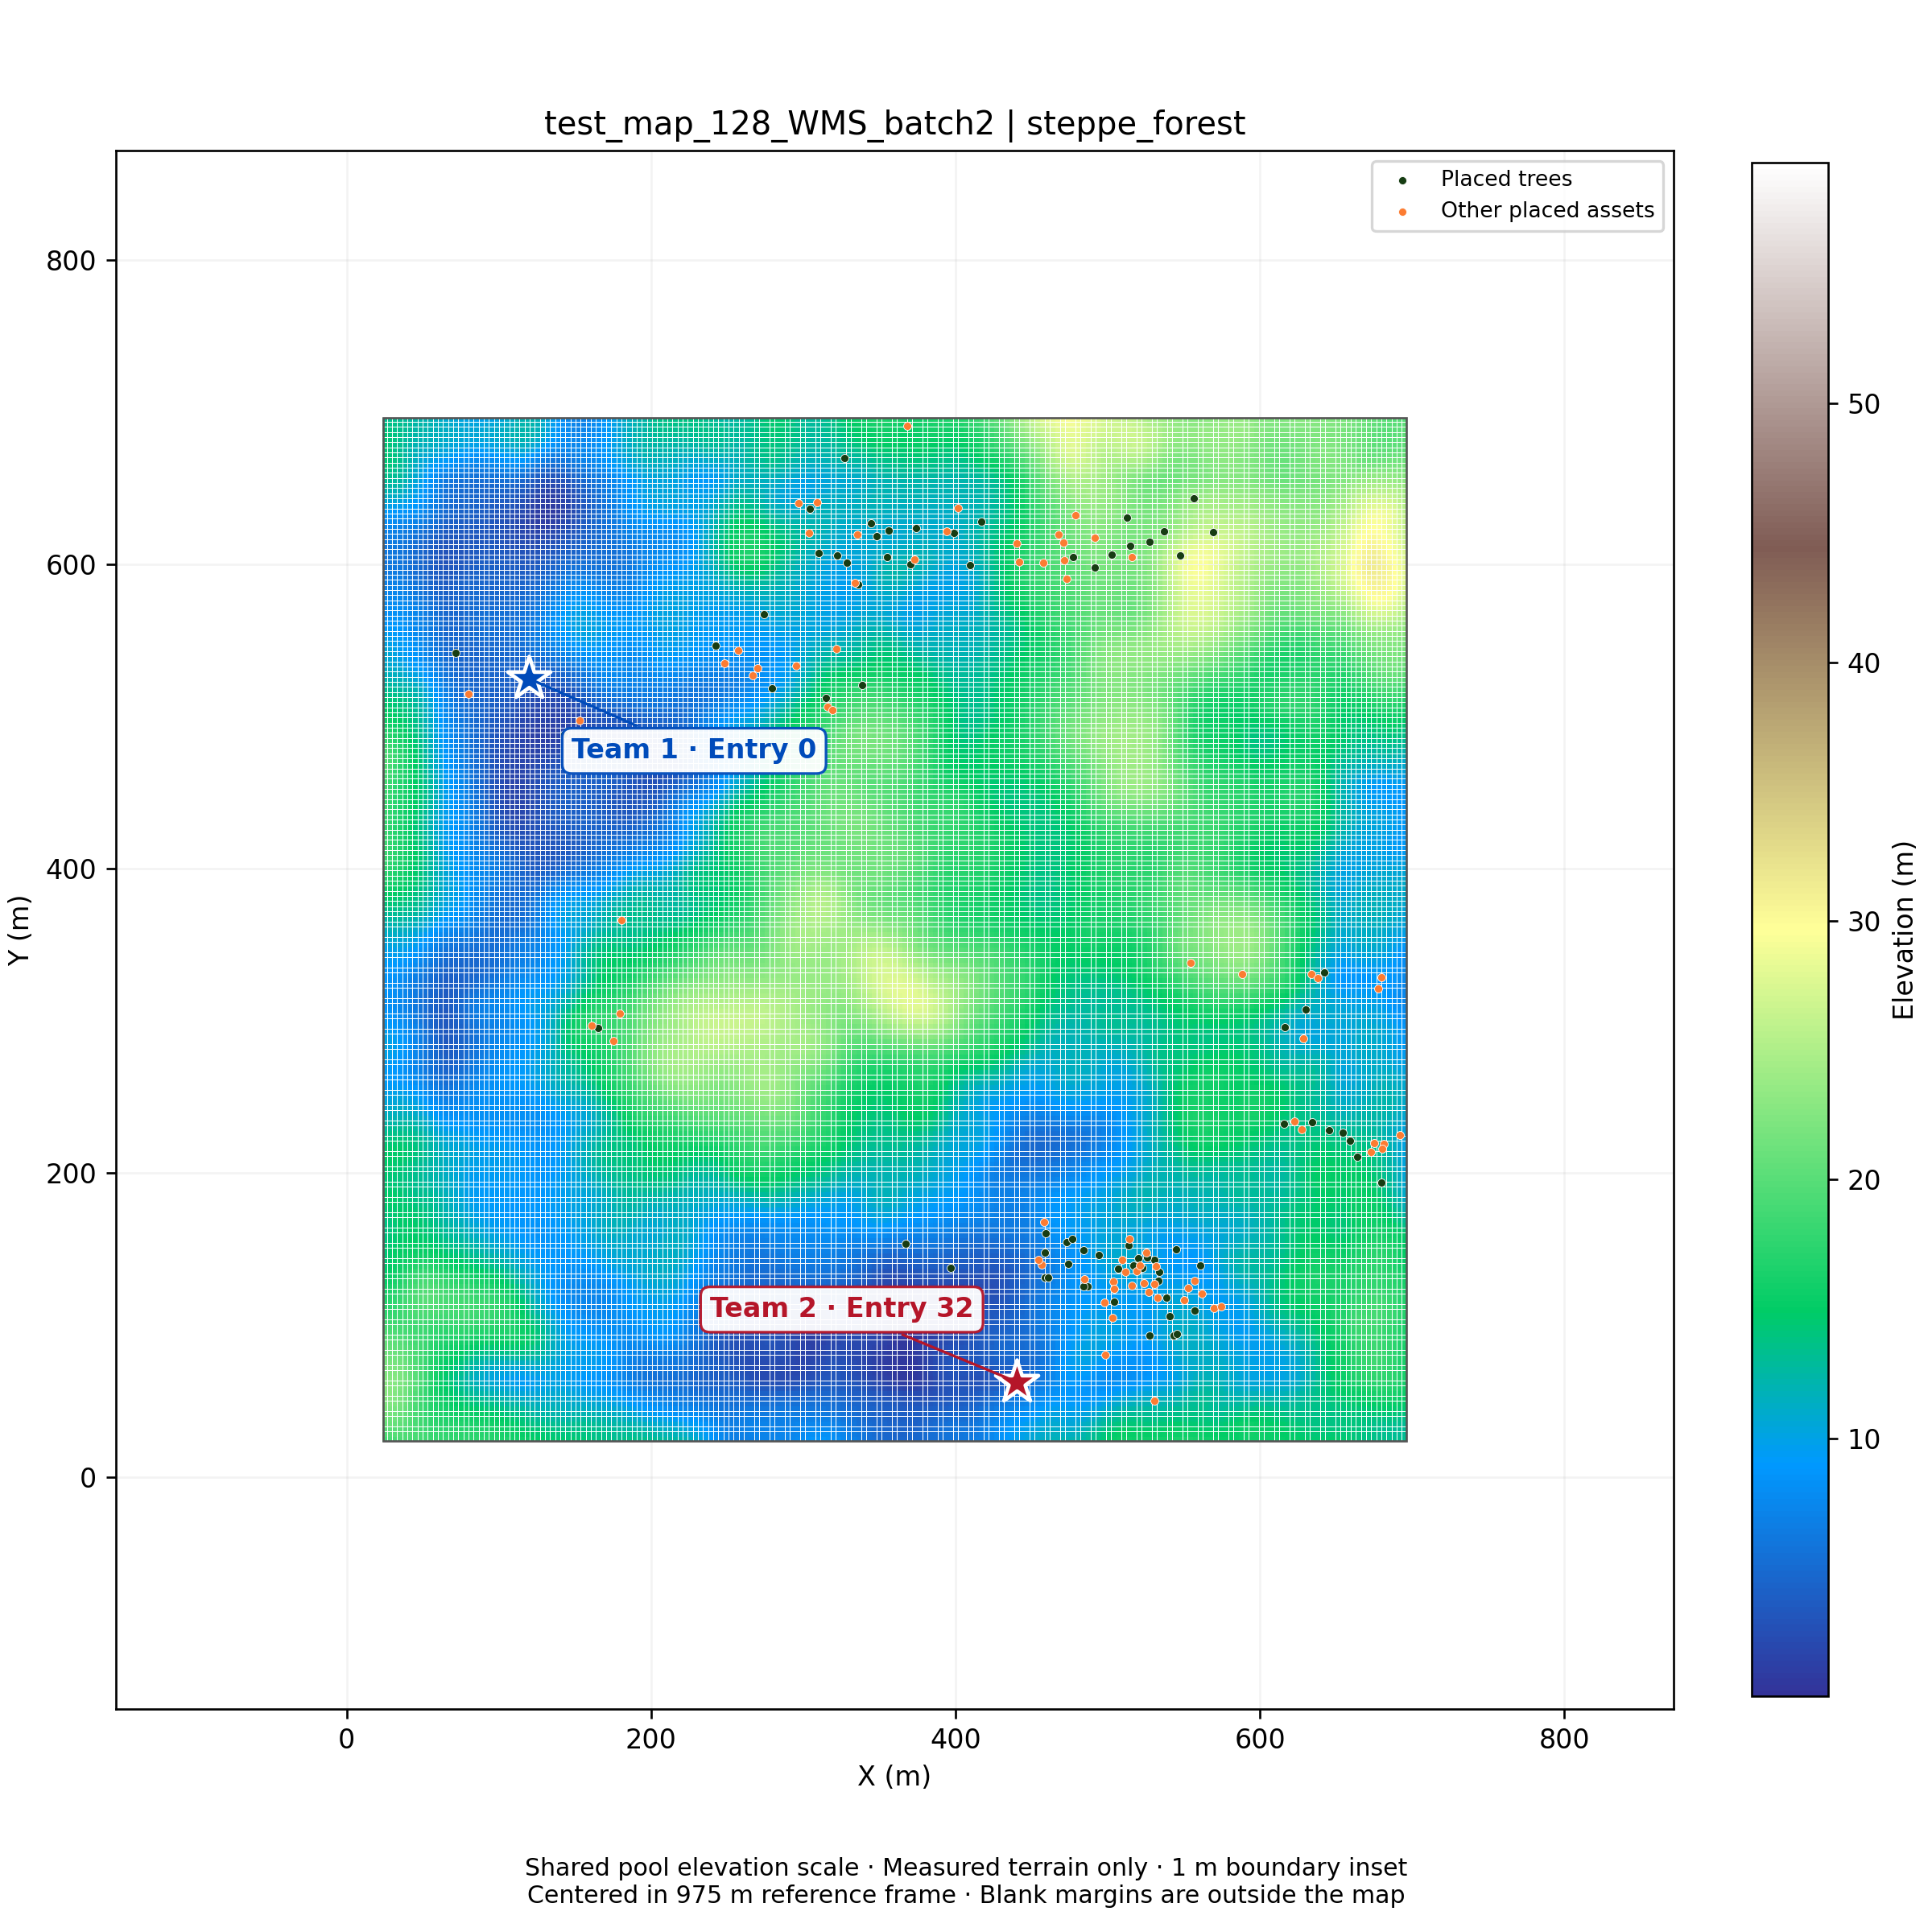 test_map_128_WMS_batch2 | steppe_forest
Placed trees
Other placed assets
800
600
400
200
0
Y (m)
Team 1 · Entry 0
Team 2 · Entry 32
0
200
400
600
800
X (m)
50
40
30
20
10
Elevation (m)
Shared pool elevation scale · Measured terrain only · 1 m boundary inset
Centered in 975 m reference frame · Blank margins are outside the map